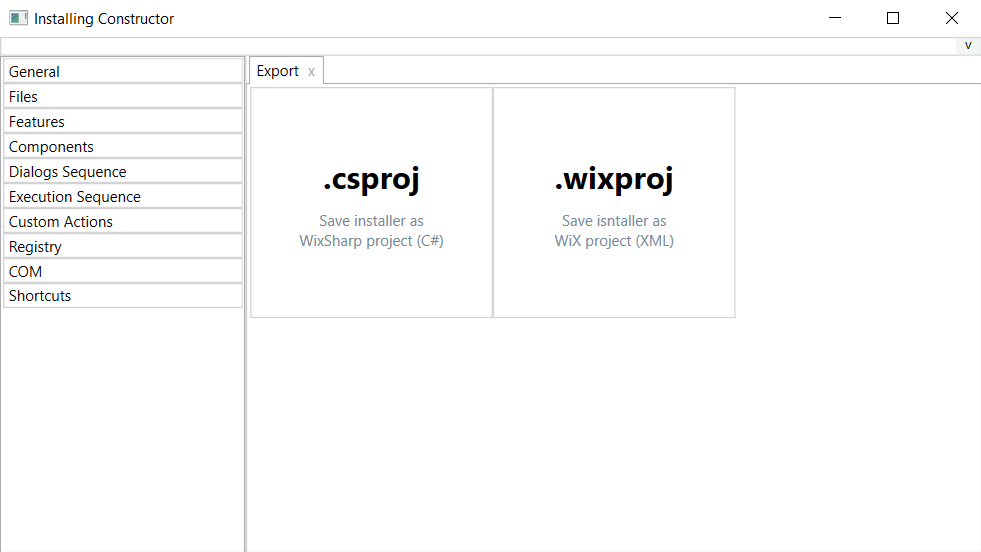 Installing Constructor
v
General
Files
Features
Components
Dialogs Sequence
Execution Sequence
Custom Actions
Registry
COM
Shortcuts
Export x
.csproj
Save installer as
WixSharp project (C#)
.wixproj
Save isntaller as
WiX project (XML)